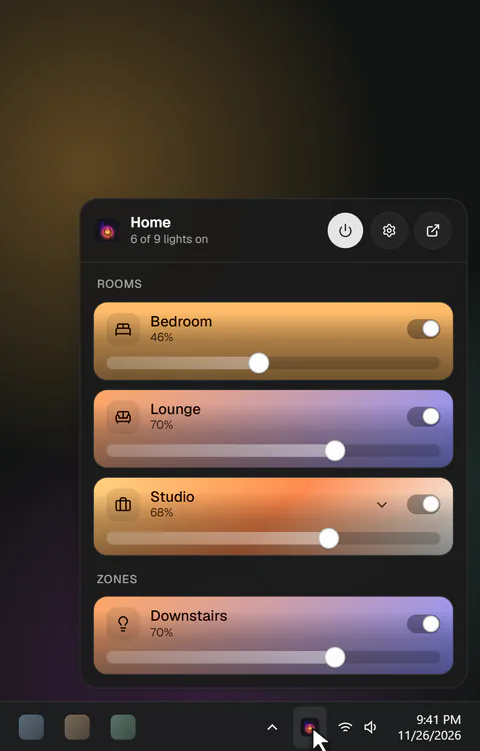 Home
6 of 9 lights on
ROOMS
Bedroom
46%
Lounge
70%
Studio
68%
ZONES
Downstairs
70%
9:41 PM
11/26/2026